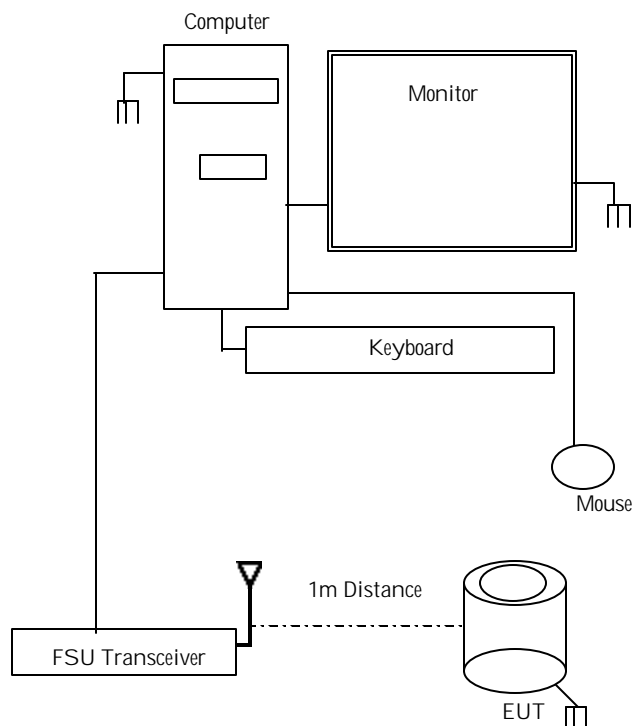 Computer
Monitor
Keyboard
Mouse
1m Distance
FSU Transceiver
EUT